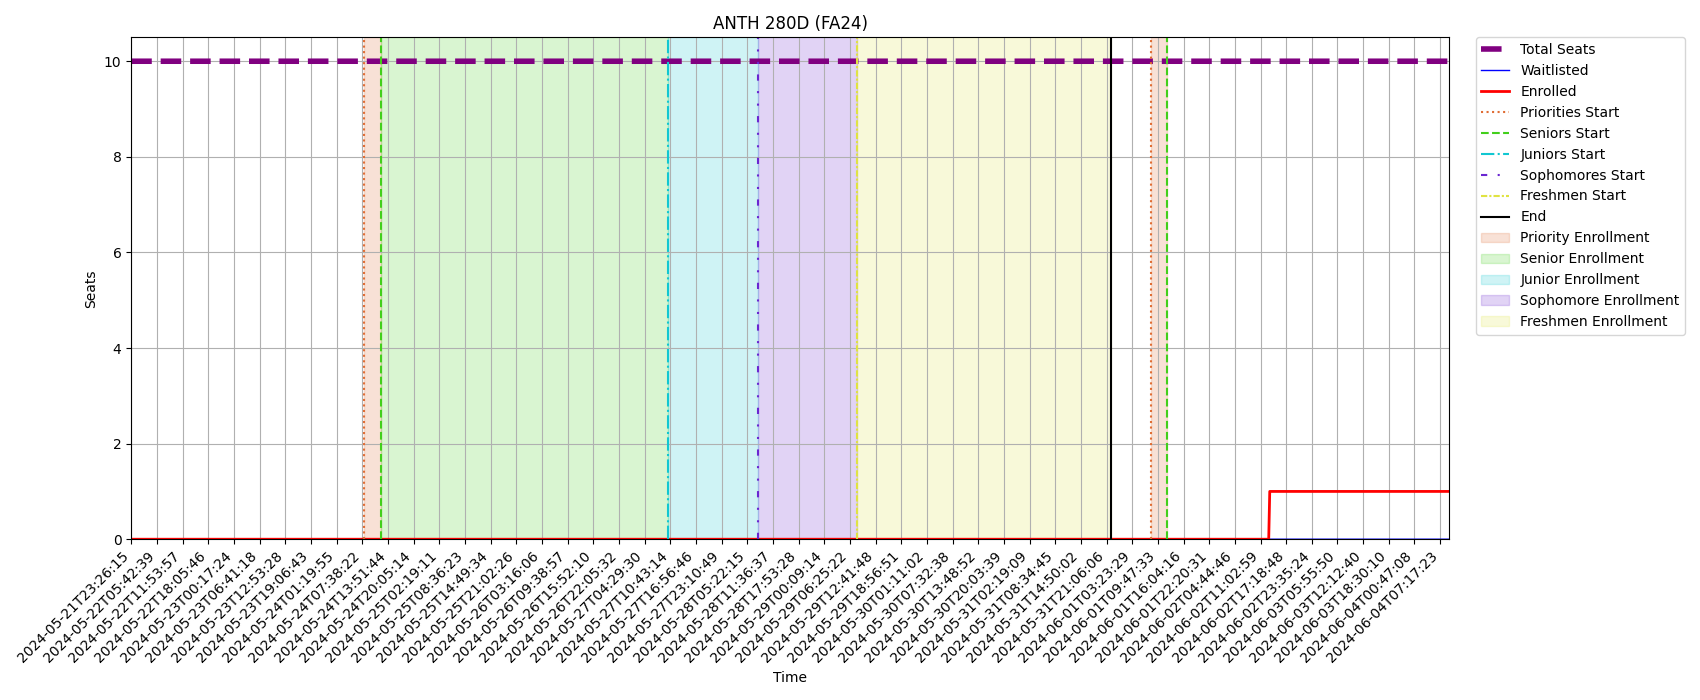 ANTH 280D (FA24)
10
8
6
4
2
0
Seats
Total Seats
Waitlisted
Enrolled
Priorities Start
Seniors Start
Juniors Start
Sophomores Start
Freshmen Start
End
Priority Enrollment
Senior Enrollment
Junior Enrollment
Sophomore Enrollment
Freshmen Enrollment
2024-05-21T23:26:15
2024-05-22T05:42:39
2024-05-22T11:53:57
2024-05-22T18:05:46
2024-05-23T00:17:24
2024-05-23T06:41:18
2024-05-23T12:53:28
2024-05-23T19:06:43
2024-05-24T01:19:55
2024-05-24T07:38:22
2024-05-24T13:51:44
2024-05-24T20:05:14
2024-05-25T02:19:11
2024-05-25T08:36:23
2024-05-25T14:49:34
2024-05-25T21:02:26
2024-05-26T03:16:06
2024-05-26T09:38:57
2024-05-26T15:52:10
2024-05-26T22:05:32
2024-05-27T04:29:30
2024-05-27T10:43:14
2024-05-27T16:56:46
2024-05-27T23:10:49
2024-05-28T05:22:15
2024-05-28T11:36:37
2024-05-28T17:53:28
2024-05-29T00:09:14
2024-05-29T06:25:22
2024-05-29T12:41:48
2024-05-29T18:56:51
2024-05-30T01:11:02
2024-05-30T07:32:38
2024-05-30T13:48:52
2024-05-30T20:03:39
2024-05-31T02:19:09
2024-05-31T08:34:45
2024-05-31T14:50:02
2024-05-31T21:06:06
2024-06-01T03:23:29
2024-06-01T09:47:33
2024-06-01T16:04:16
2024-06-01T22:20:31
2024-06-02T04:44:46
2024-06-02T11:02:59
2024-06-02T17:18:48
2024-06-02T23:35:24
2024-06-03T05:55:50
2024-06-03T12:12:40
2024-06-03T18:30:10
2024-06-04T00:47:08
2024-06-04T07:17:23
Time